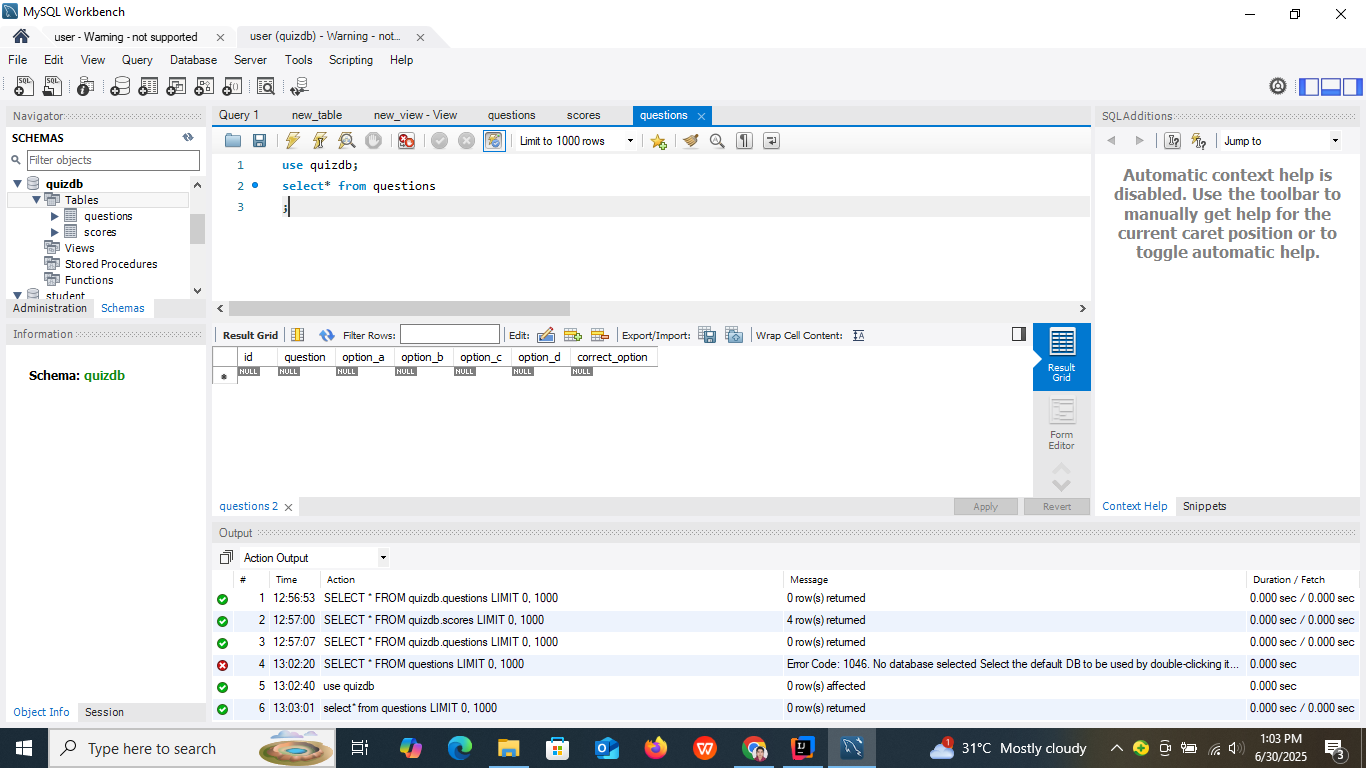 MySQL Workbench
user - Warning - not supported
user (quizdb) - Warning - not...
File Edit View Query Database Server Tools Scripting Help
Navigator
SCHEMAS
Filter objects
quizdb
Tables
questions
scores
Views
Stored Procedures
Functions
student
Administration Schemas
Information
Schema: quizdb
Object Info Session
Query 1 new_table new_view - View questions scores questions
Limit to 1000 rows
1 use quizdb;
2 select* from questions
3 ;
Result Grid Filter Rows: Edit: Export/Import: Wrap Cell Content:
id question option_a option_b option_c option_d correct_option
NULL NULL NULL NULL NULL NULL NULL
Result
Grid
Form
Editor
questions 2
Apply Revert
SQLAdditions
Jump to
Automatic context help is
disabled. Use the toolbar to
manually get help for the
current caret position or to
toggle automatic help.
Context Help Snippets
Output
Action Output
# Time Action Message Duration / Fetch
1 12:56:53 SELECT * FROM quizdb.questions LIMIT 0, 1000 0 row(s) returned 0.000 sec / 0.000 sec
2 12:57:00 SELECT * FROM quizdb.scores LIMIT 0, 1000 4 row(s) returned 0.000 sec / 0.000 sec
3 12:57:07 SELECT * FROM quizdb.questions LIMIT 0, 1000 0 row(s) returned 0.000 sec / 0.000 sec
4 13:02:20 SELECT * FROM questions LIMIT 0, 1000 Error Code: 1046. No database selected Select the default DB to be used by double-clicking it... 0.000 sec
5 13:02:40 use quizdb 0 row(s) affected 0.000 sec
6 13:03:01 select* from questions LIMIT 0, 1000 0 row(s) returned 0.000 sec / 0.000 sec
Type here to search
1
31°C Mostly cloudy
1:03 PM
6/30/2025
3